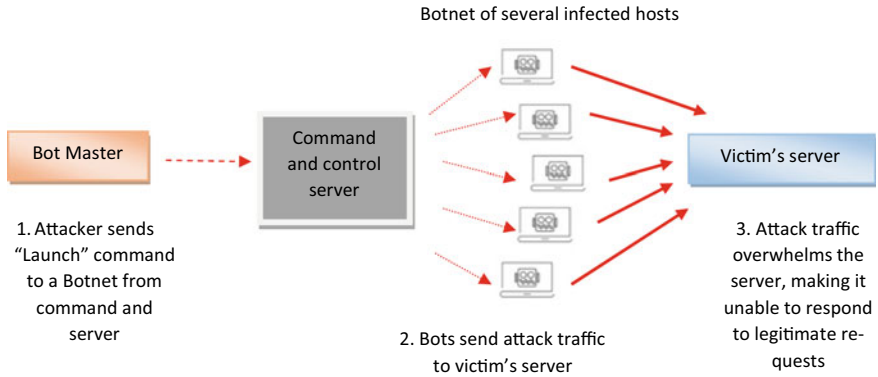 Botnet of several infected hosts
Bot Master
Command
and control
server
Victim's server
1. Attacker sends
“Launch” command
to a Botnet from
command and
server
2. Bots send attack traffic
to victim's server
3. Attack traffic
overwhelms the
server, making it
unable to respond
to legitimate re-
quests